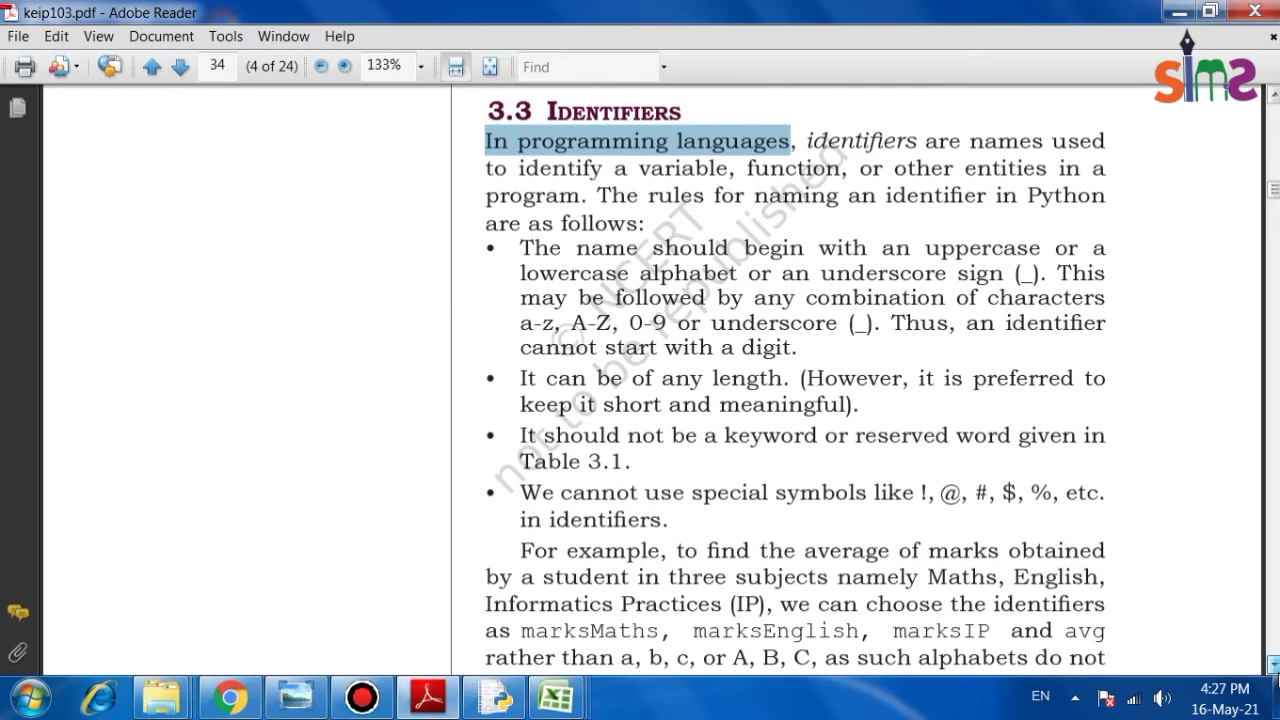 keip103.pdf - Adobe Reader
File Edit View Document Tools Window Help
34 (4 of 24) 133% Find
sims
3.3 IDENTIFIERS
In programming languages, identifiers are names used
to identify a variable, function, or other entities in a
program. The rules for naming an identifier in Python
are as follows:
• The name should begin with an uppercase or a
lowercase alphabet or an underscore sign (_). This
may be followed by any combination of characters
a-z, A-Z, 0-9 or underscore (_). Thus, an identifier
cannot start with a digit.
• It can be of any length. (However, it is preferred to
keep it short and meaningful).
• It should not be a keyword or reserved word given in
Table 3.1.
• We cannot use special symbols like !, @, #, $, %, etc.
in identifiers.
For example, to find the average of marks obtained
by a student in three subjects namely Maths, English,
Informatics Practices (IP), we can choose the identifiers
as marksMaths, marksEnglish, marksIP and avg
rather than a, b, c, or A, B, C, as such alphabets do not
© NCERT
not to be republished
EN 4:27 PM
16-May-21